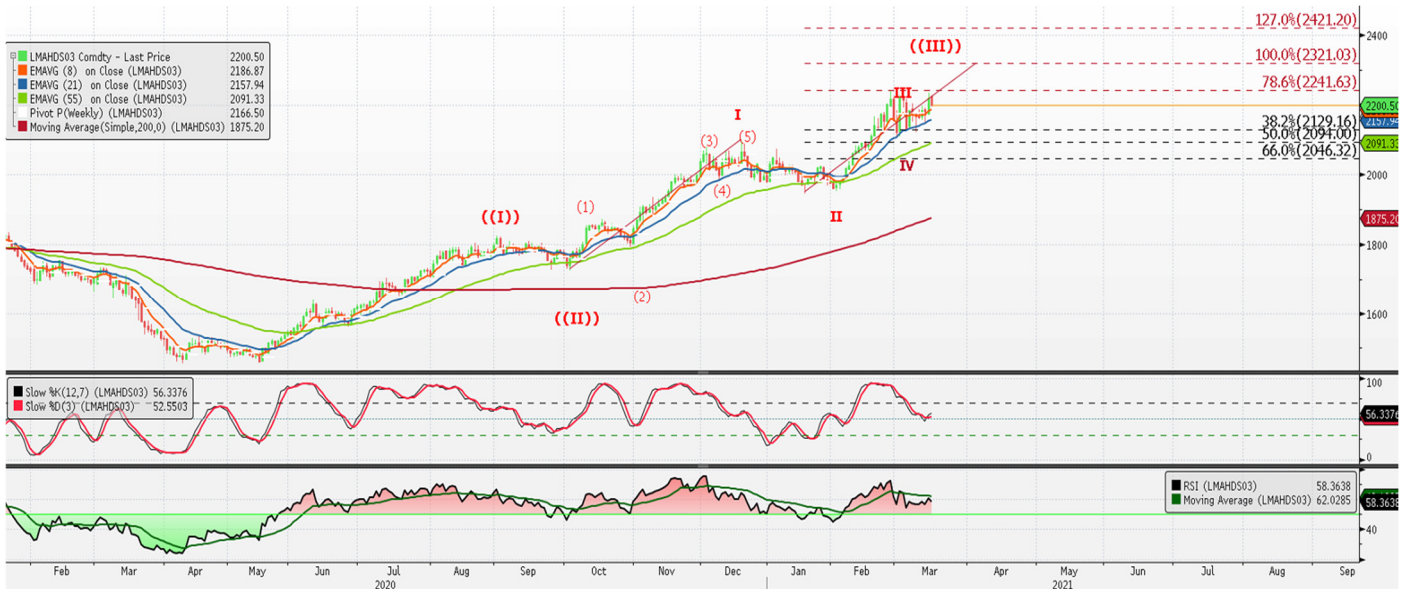 127.0%(2421.20)
2400
((III))
100.0%(2321.03)
LMAHDS03 Comdty - Last Price 2200.50
EMAVG (8) on Close (LMAHDS03) 2186.87
EMAVG (21) on Close (LMAHDS03) 2157.94
EMAVG (55) on Close (LMAHDS03) 2091.33
Pivot P(Weekly) (LMAHDS03) 2166.50
Moving Average(Simple,200,0) (LMAHDS03) 1875.20
78.6%(2241.63)
III
2200.50
I
38.2%(2129.16)
2157.94
50.0%(2094.00)
2091.33
(3) (5)
66.0%(2046.32)
(4)
IV
2000
((I))
(1)
II
1875.20
1800
(2)
((II))
1600
Slow %K(12,7) (LMAHDS03) 56.3376
Slow %D(3) (LMAHDS03) 52.5503
100
56.3376
0
RSI (LMAHDS03) 58.3638
Moving Average (LMAHDS03) 62.0285
58.3638
40
Feb Mar Apr May Jun Jul Aug Sep Oct Nov Dec Jan Feb Mar Apr May Jun Jul Aug Sep
2020 2021